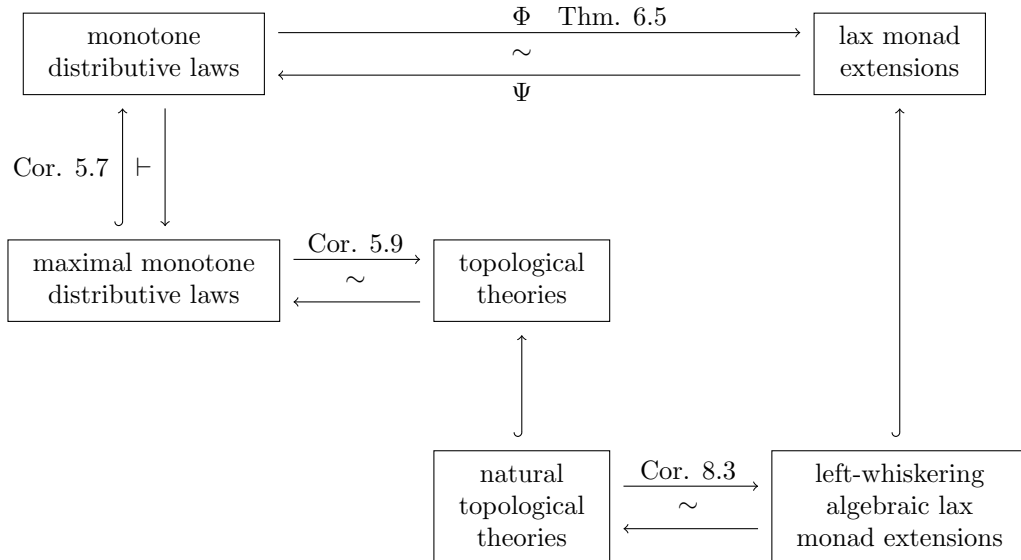 monotone
distributive laws
Φ Thm. 6.5
∼
Ψ
lax monad
extensions
Cor. 5.7 ⊢
maximal monotone
distributive laws
Cor. 5.9
∼
topological
theories
natural
topological
theories
Cor. 8.3
∼
left-whiskering
algebraic lax
monad extensions